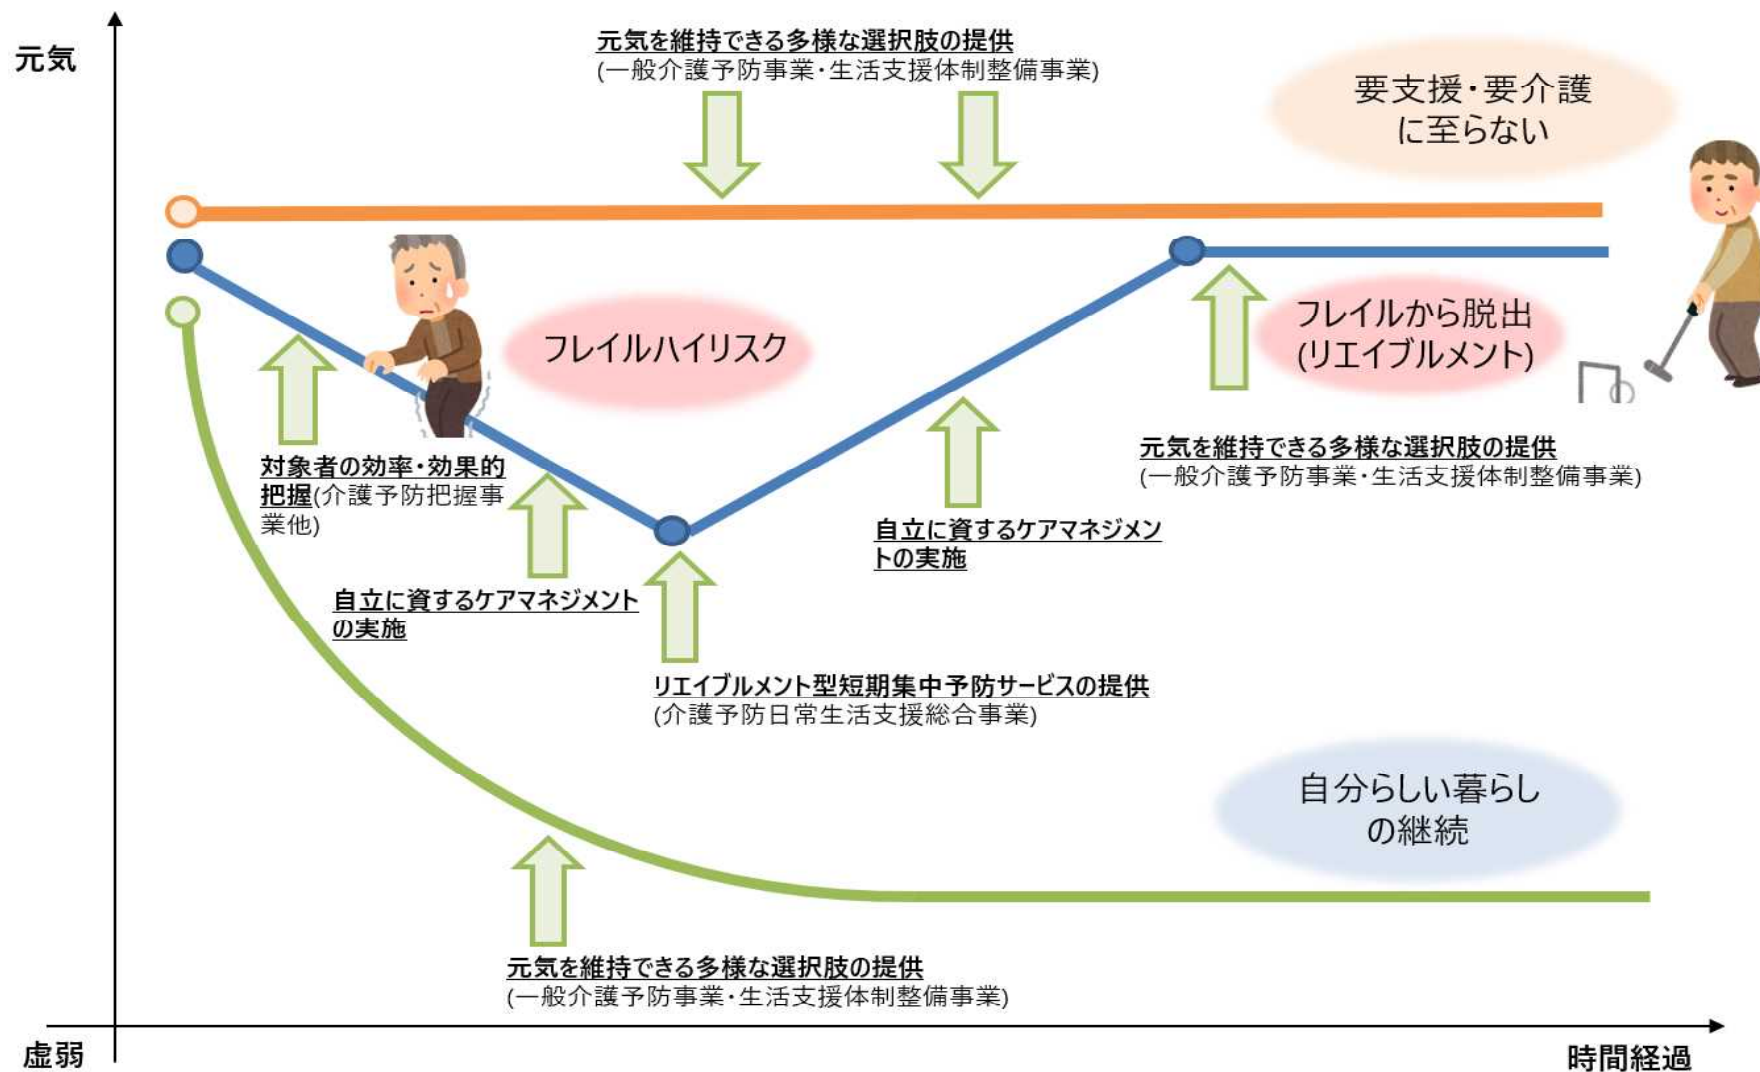 元気
元気を維持できる多様な選択肢の提供
(一般介護予防事業・生活支援体制整備事業)
要支援・要介護
に至らない
フレイルハイリスク
フレイルから脱出
(リエイブルメント)
対象者の効率・効果的
把握(介護予防把握事
業他)
元気を維持できる多様な選択肢の提供
(一般介護予防事業・生活支援体制整備事業)
自立に資するケアマネジメン
トの実施
自立に資するケアマネジメント
の実施
リエイブルメント型短期集中予防サービスの提供
(介護予防日常生活支援総合事業)
自分らしい暮らし
の継続
元気を維持できる多様な選択肢の提供
(一般介護予防事業・生活支援体制整備事業)
虚弱
時間経過